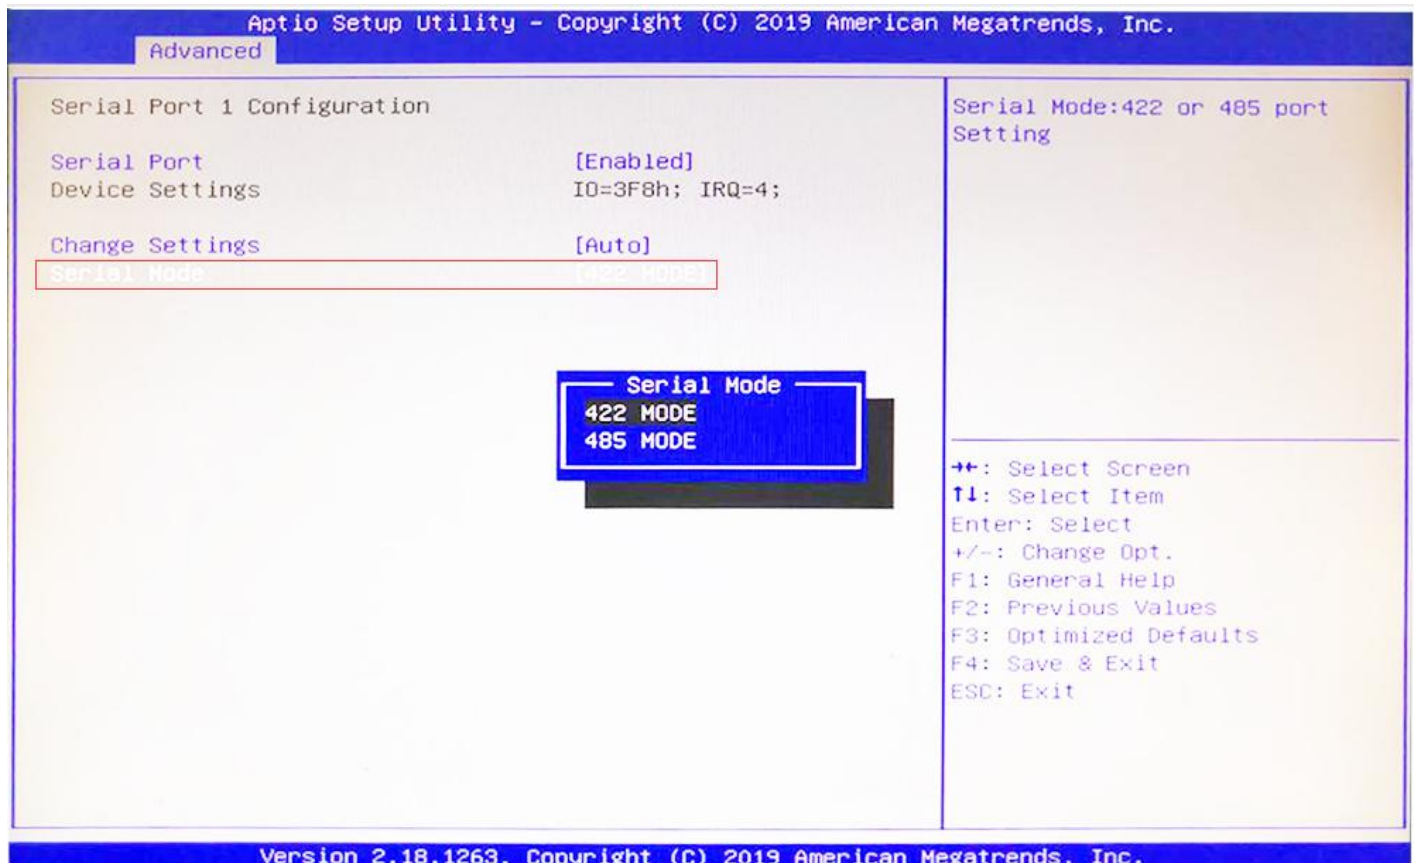 Aptio Setup Utility – Copyright (C) 2019 American Megatrends, Inc.
Advanced
Serial Port 1 Configuration
Serial Port [Enabled]
Device Settings IO=3F8h; IRQ=4;
Change Settings [Auto]
Serial Mode [422 MODE]
Serial Mode
422 MODE
485 MODE
Serial Mode:422 or 485 port
Setting
→←: Select Screen
↑↓: Select Item
Enter: Select
+/-: Change Opt.
F1: General Help
F2: Previous Values
F3: Optimized Defaults
F4: Save & Exit
ESC: Exit
Version 2.18.1263. Copyright (C) 2019 American Megatrends, Inc.